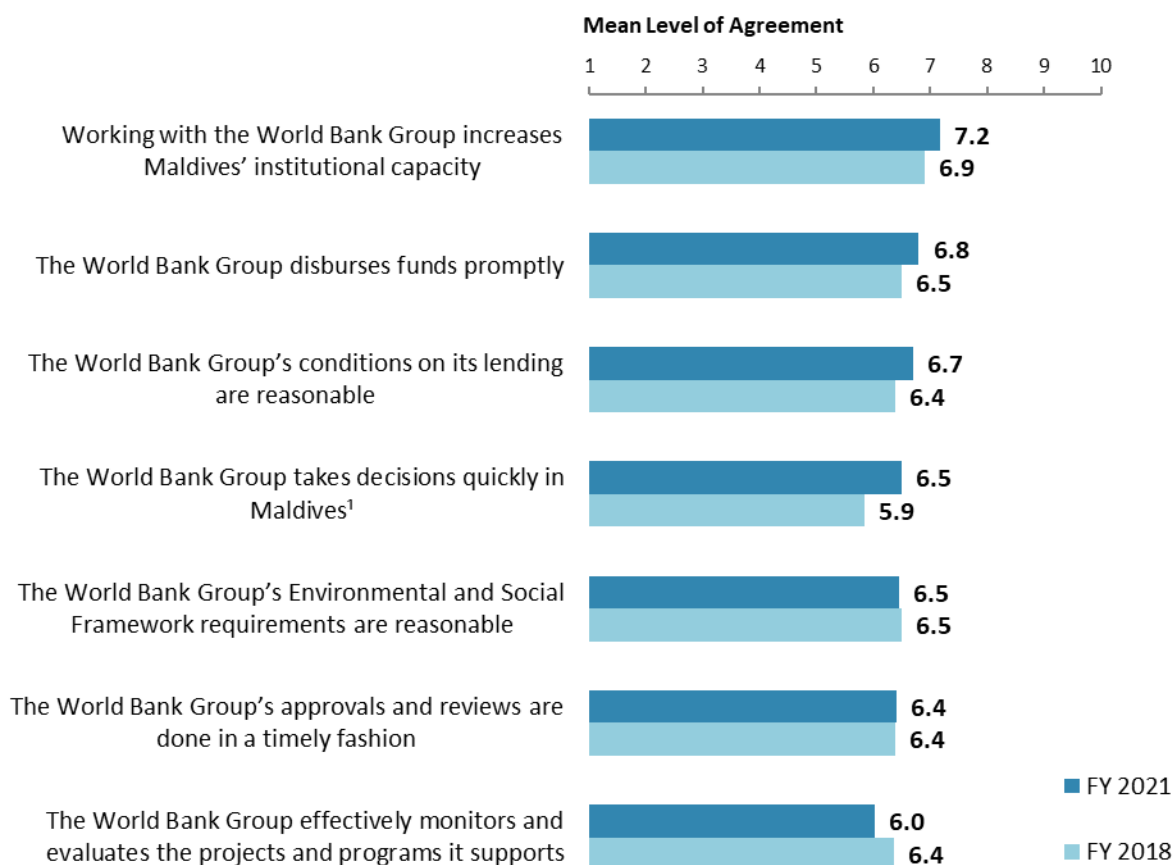 Mean Level of Agreement
1 2 3 4 5 6 7 8 9 10
Working with the World Bank Group increases
Maldives’ institutional capacity
7.2
6.9
The World Bank Group disburses funds promptly
6.8
6.5
The World Bank Group’s conditions on its lending
are reasonable
6.7
6.4
The World Bank Group takes decisions quickly in
Maldives¹
6.5
5.9
The World Bank Group’s Environmental and Social
Framework requirements are reasonable
6.5
6.5
The World Bank Group’s approvals and reviews are
done in a timely fashion
6.4
6.4
The World Bank Group effectively monitors and
evaluates the projects and programs it supports
6.0
6.4
FY 2021
FY 2018